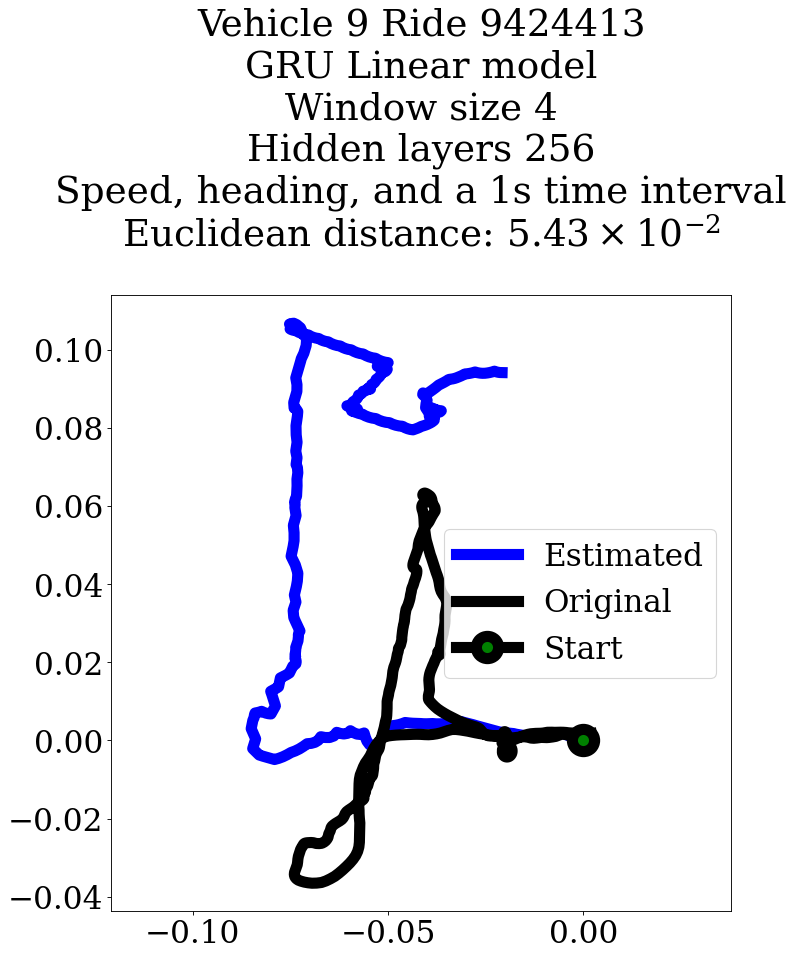 Vehicle 9 Ride 9424413
GRU Linear model
Window size 4
Hidden layers 256
Speed, heading, and a 1s time interval
Euclidean distance: 5.43 × 10⁻²
0.10
0.08
0.06
0.04
0.02
0.00
−0.02
−0.04
Estimated
Original
Start
−0.10
−0.05
0.00